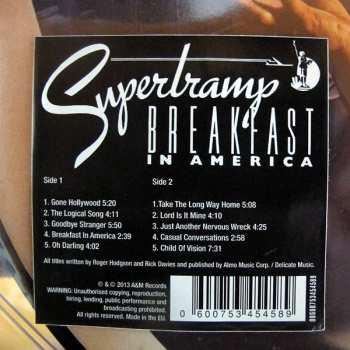 Supertramp
BREAKFAST
IN AMERICA
Side 1
1. Gone Hollywood 5:20
2. The Logical Song 4:11
3. Goodbye Stranger 5:50
4. Breakfast In America 2:39
5. Oh Darling 4:02
Side 2
1. Take The Long Way Home 5:08
2. Lord Is It Mine 4:10
3. Just Another Nervous Wreck 4:25
4. Casual Conversations 2:58
5. Child Of Vision 7:31
All titles written by Roger Hodgson and Rick Davies and published by Almo Music Corp. / Delicate Music.
℗ & © 2013 A&M Records
WARNING: Unauthorised copying, reproduction,
hiring, lending, public performance and
broadcasting prohibited in any form.
Made in the EU.
0 600753 454589
00600753454589